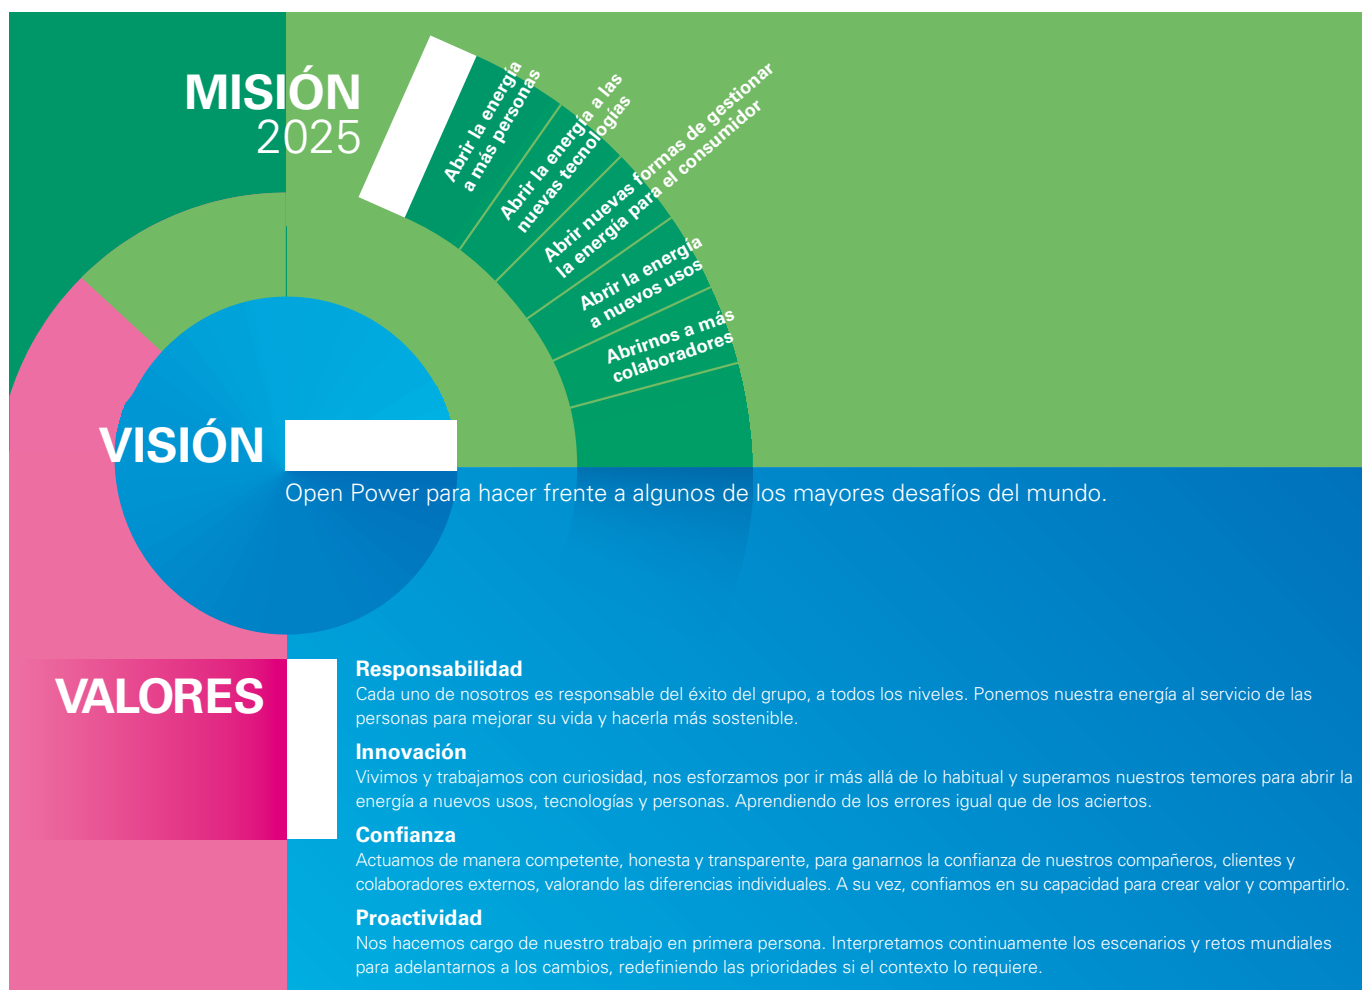 MISIÓN
2025
Abrir la energía
a más personas
Abrir la energía a las
nuevas tecnologías
Abrir nuevas formas de gestionar
la energía para el consumidor
Abrir la energía
a nuevos usos
Abrirnos a más
colaboradores
VISIÓN
Open Power para hacer frente a algunos de los mayores desafíos del mundo.
VALORES
Responsabilidad
Cada uno de nosotros es responsable del éxito del grupo, a todos los niveles. Ponemos nuestra energía al servicio de las
personas para mejorar su vida y hacerla más sostenible.
Innovación
Vivimos y trabajamos con curiosidad, nos esforzamos por ir más allá de lo habitual y superamos nuestros temores para abrir la
energía a nuevos usos, tecnologías y personas. Aprendiendo de los errores igual que de los aciertos.
Confianza
Actuamos de manera competente, honesta y transparente, para ganarnos la confianza de nuestros compañeros, clientes y
colaboradores externos, valorando las diferencias individuales. A su vez, confiamos en su capacidad para crear valor y compartirlo.
Proactividad
Nos hacemos cargo de nuestro trabajo en primera persona. Interpretamos continuamente los escenarios y retos mundiales
para adelantarnos a los cambios, redefiniendo las prioridades si el contexto lo requiere.